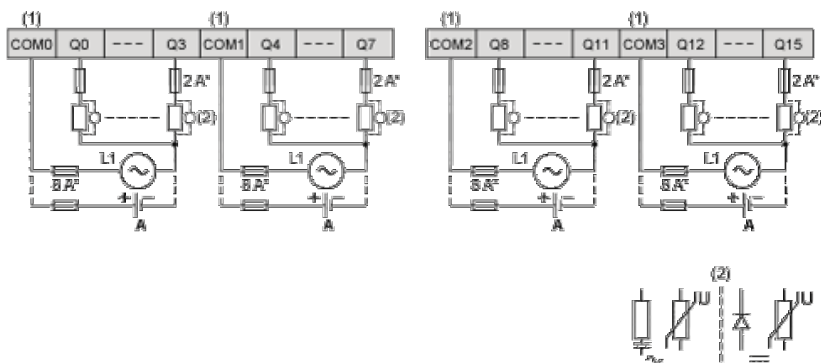 (1) (1) (1) (1)
COM0 Q0 --- Q3 COM1 Q4 --- Q7 COM2 Q8 --- Q11 COM3 Q12 --- Q15
2 A* 2 A* 2 A* 2 A*
(2) (2) (2) (2)
L1 L1 L1 L1
8 A* 8 A* 8 A* 8 A*
+ + + +
A A A A
(2)
U U